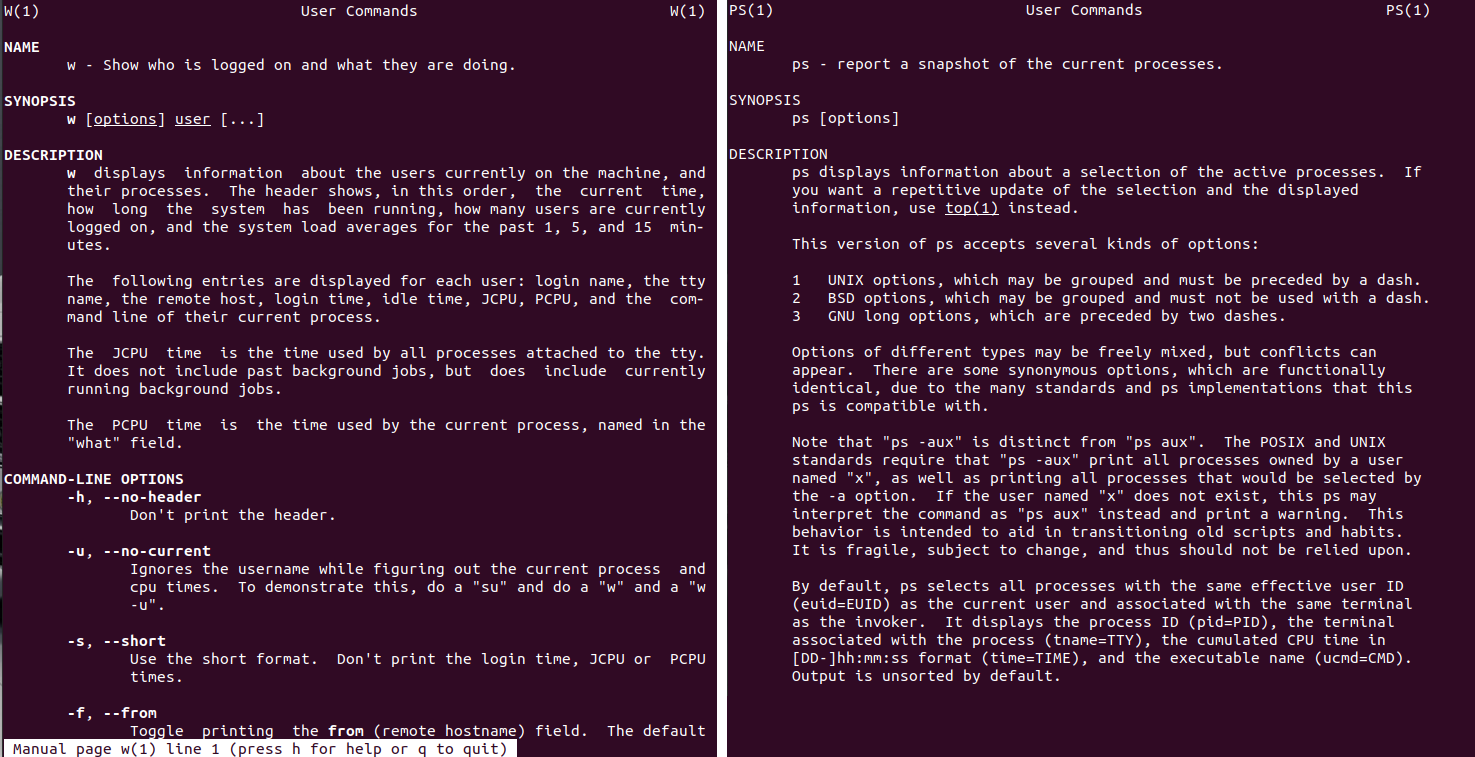 W(1) User Commands W(1)
NAME
w - Show who is logged on and what they are doing.
SYNOPSIS
w [options] user [...]
DESCRIPTION
w displays information about the users currently on the machine, and
their processes. The header shows, in this order, the current time,
how long the system has been running, how many users are currently
logged on, and the system load averages for the past 1, 5, and 15 min-
utes.
The following entries are displayed for each user: login name, the tty
name, the remote host, login time, idle time, JCPU, PCPU, and the com-
mand line of their current process.
The JCPU time is the time used by all processes attached to the tty.
It does not include past background jobs, but does include currently
running background jobs.
The PCPU time is the time used by the current process, named in the
"what" field.
COMMAND-LINE OPTIONS
-h, --no-header
Don't print the header.
-u, --no-current
Ignores the username while figuring out the current process and
cpu times. To demonstrate this, do a "su" and do a "w" and a "w
-u".
-s, --short
Use the short format. Don't print the login time, JCPU or PCPU
times.
-f, --from
Toggle printing the from (remote hostname) field. The default
Manual page w(1) line 1 (press h for help or q to quit)
PS(1) User Commands PS(1)
NAME
ps - report a snapshot of the current processes.
SYNOPSIS
ps [options]
DESCRIPTION
ps displays information about a selection of the active processes. If
you want a repetitive update of the selection and the displayed
information, use top(1) instead.
This version of ps accepts several kinds of options:
1 UNIX options, which may be grouped and must be preceded by a dash.
2 BSD options, which may be grouped and must not be used with a dash.
3 GNU long options, which are preceded by two dashes.
Options of different types may be freely mixed, but conflicts can
appear. There are some synonymous options, which are functionally
identical, due to the many standards and ps implementations that this
ps is compatible with.
Note that "ps -aux" is distinct from "ps aux". The POSIX and UNIX
standards require that "ps -aux" print all processes owned by a user
named "x", as well as printing all processes that would be selected by
the -a option. If the user named "x" does not exist, this ps may
interpret the command as "ps aux" instead and print a warning. This
behavior is intended to aid in transitioning old scripts and habits.
It is fragile, subject to change, and thus should not be relied upon.
By default, ps selects all processes with the same effective user ID
(euid=EUID) as the current user and associated with the same terminal
as the invoker. It displays the process ID (pid=PID), the terminal
associated with the process (tname=TTY), the cumulated CPU time in
[DD-]hh:mm:ss format (time=TIME), and the executable name (ucmd=CMD).
Output is unsorted by default.